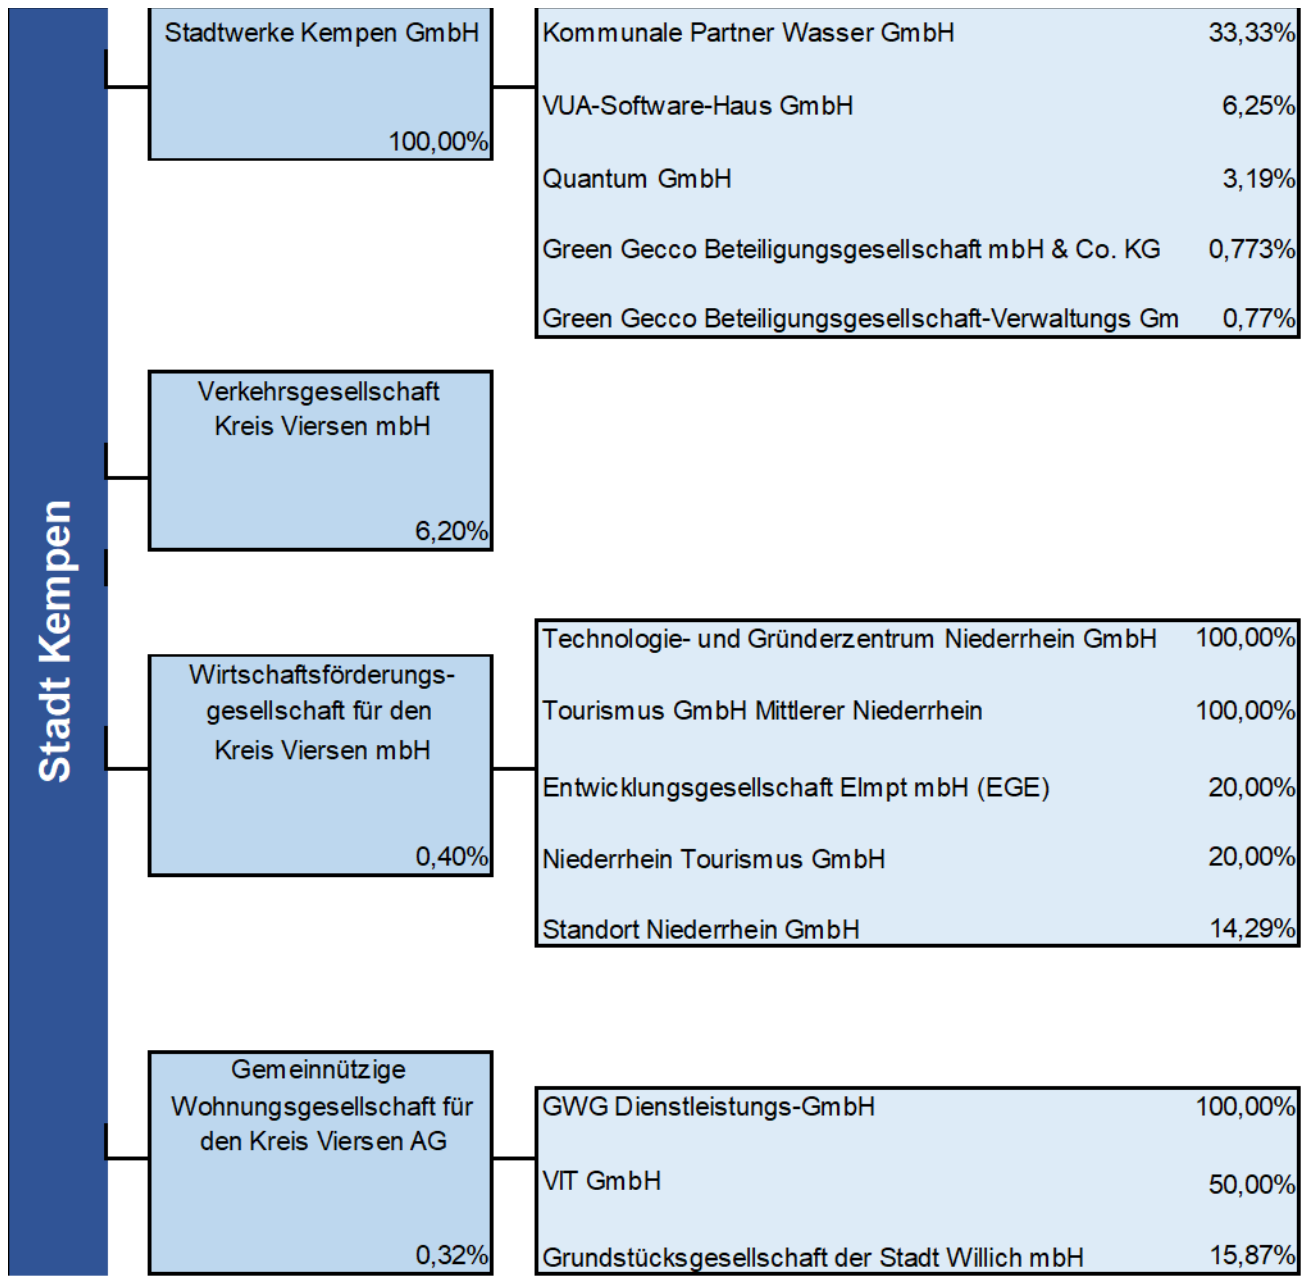 Stadt Kempen
Stadtwerke Kempen GmbH
100,00%
Kommunale Partner Wasser GmbH 33,33%
VUA-Software-Haus GmbH 6,25%
Quantum GmbH 3,19%
Green Gecco Beteiligungsgesellschaft mbH & Co. KG 0,773%
Green Gecco Beteiligungsgesellschaft-Verwaltungs Gm 0,77%
Verkehrsgesellschaft
Kreis Viersen mbH
6,20%
Wirtschaftsförderungs-
gesellschaft für den
Kreis Viersen mbH
0,40%
Technologie- und Gründerzentrum Niederrhein GmbH 100,00%
Tourismus GmbH Mittlerer Niederrhein 100,00%
Entwicklungsgesellschaft Elmpt mbH (EGE) 20,00%
Niederrhein Tourismus GmbH 20,00%
Standort Niederrhein GmbH 14,29%
Gemeinnützige
Wohnungsgesellschaft für
den Kreis Viersen AG
0,32%
GWG Dienstleistungs-GmbH 100,00%
VIT GmbH 50,00%
Grundstücksgesellschaft der Stadt Willich mbH 15,87%